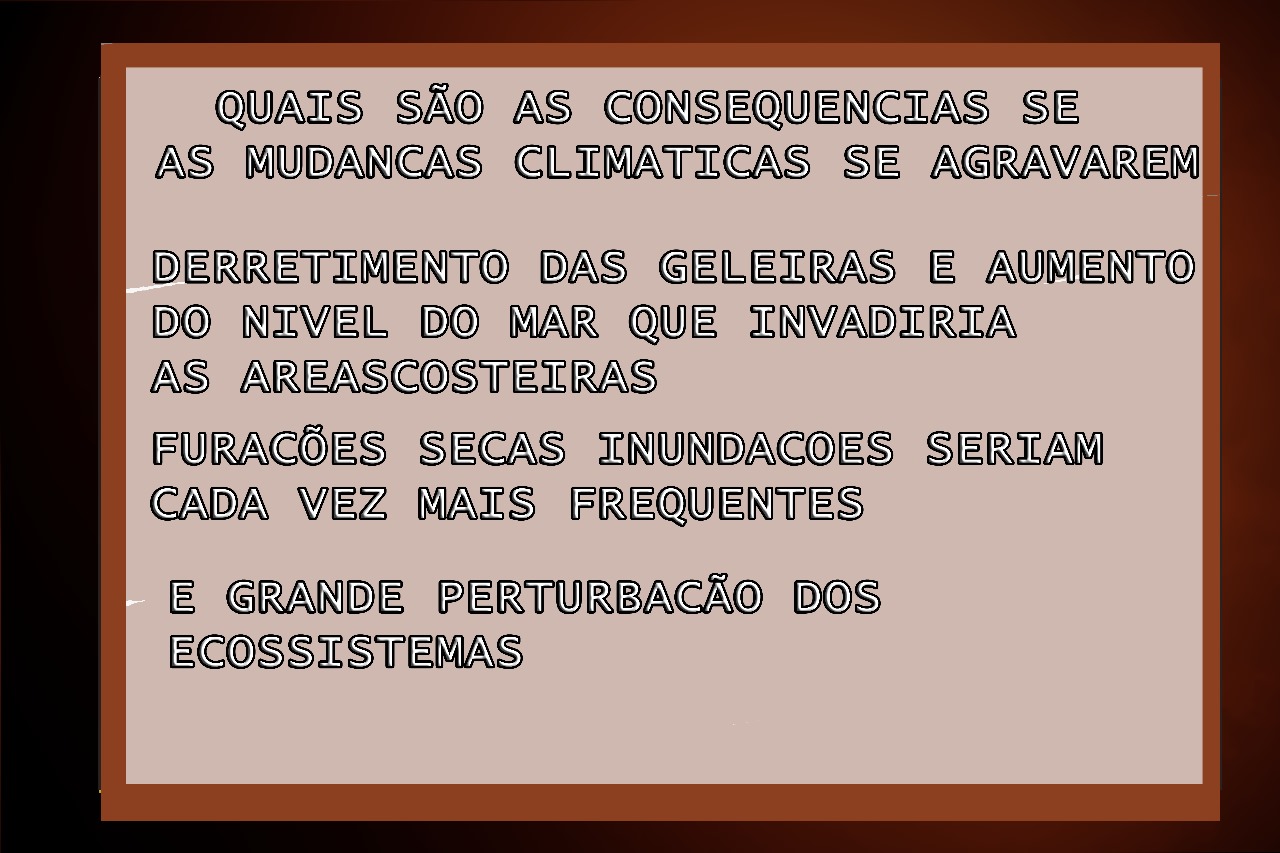 QUAIS SÃO AS CONSEQUENCIAS SE
AS MUDANCAS CLIMATICAS SE AGRAVAREM
DERRETIMENTO DAS GELEIRAS E AUMENTO
DO NIVEL DO MAR QUE INVADIRIA
AS AREASCOSTEIRAS
FURACÕES SECAS INUNDACOES SERIAM
CADA VEZ MAIS FREQUENTES
E GRANDE PERTURBACÃO DOS
ECOSSISTEMAS